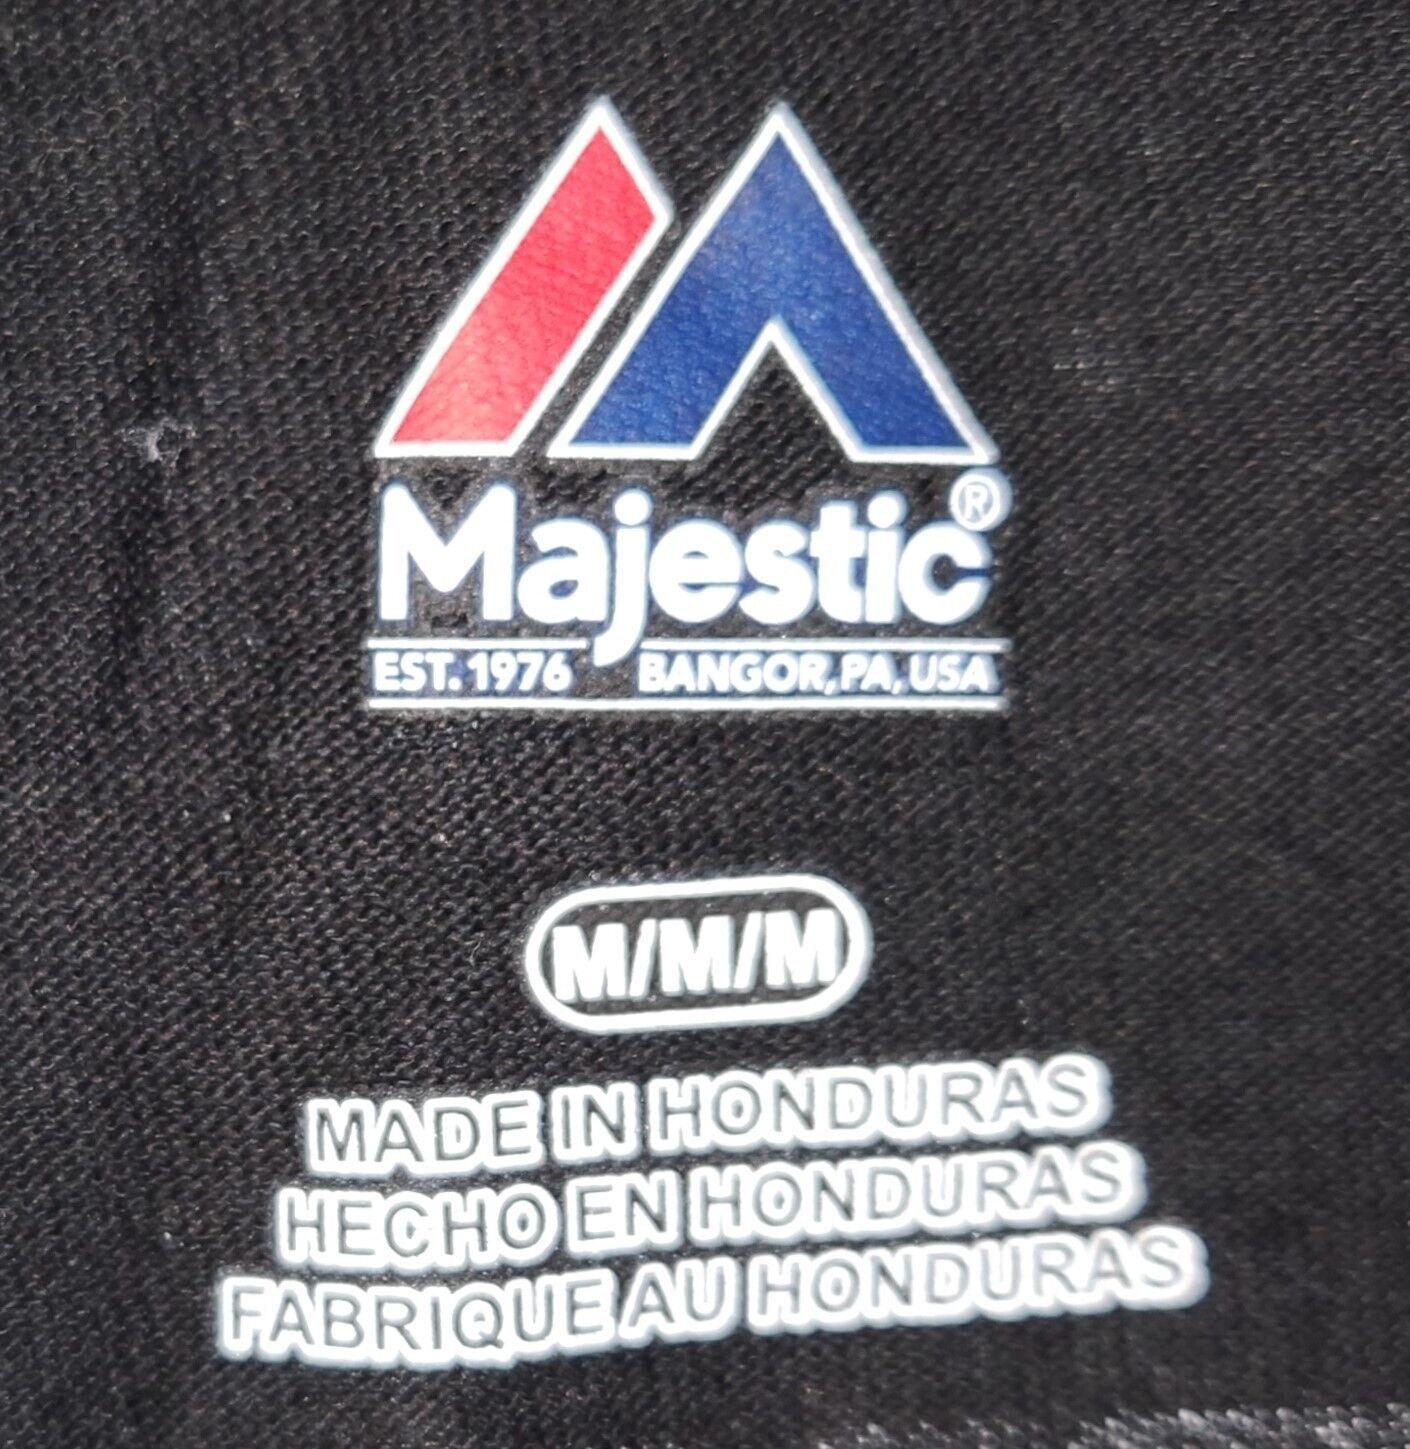 Majestic®
EST. 1976 BANGOR, PA, USA
M/M/M
MADE IN HONDURAS
HECHO EN HONDURAS
FABRIQUE AU HONDURAS